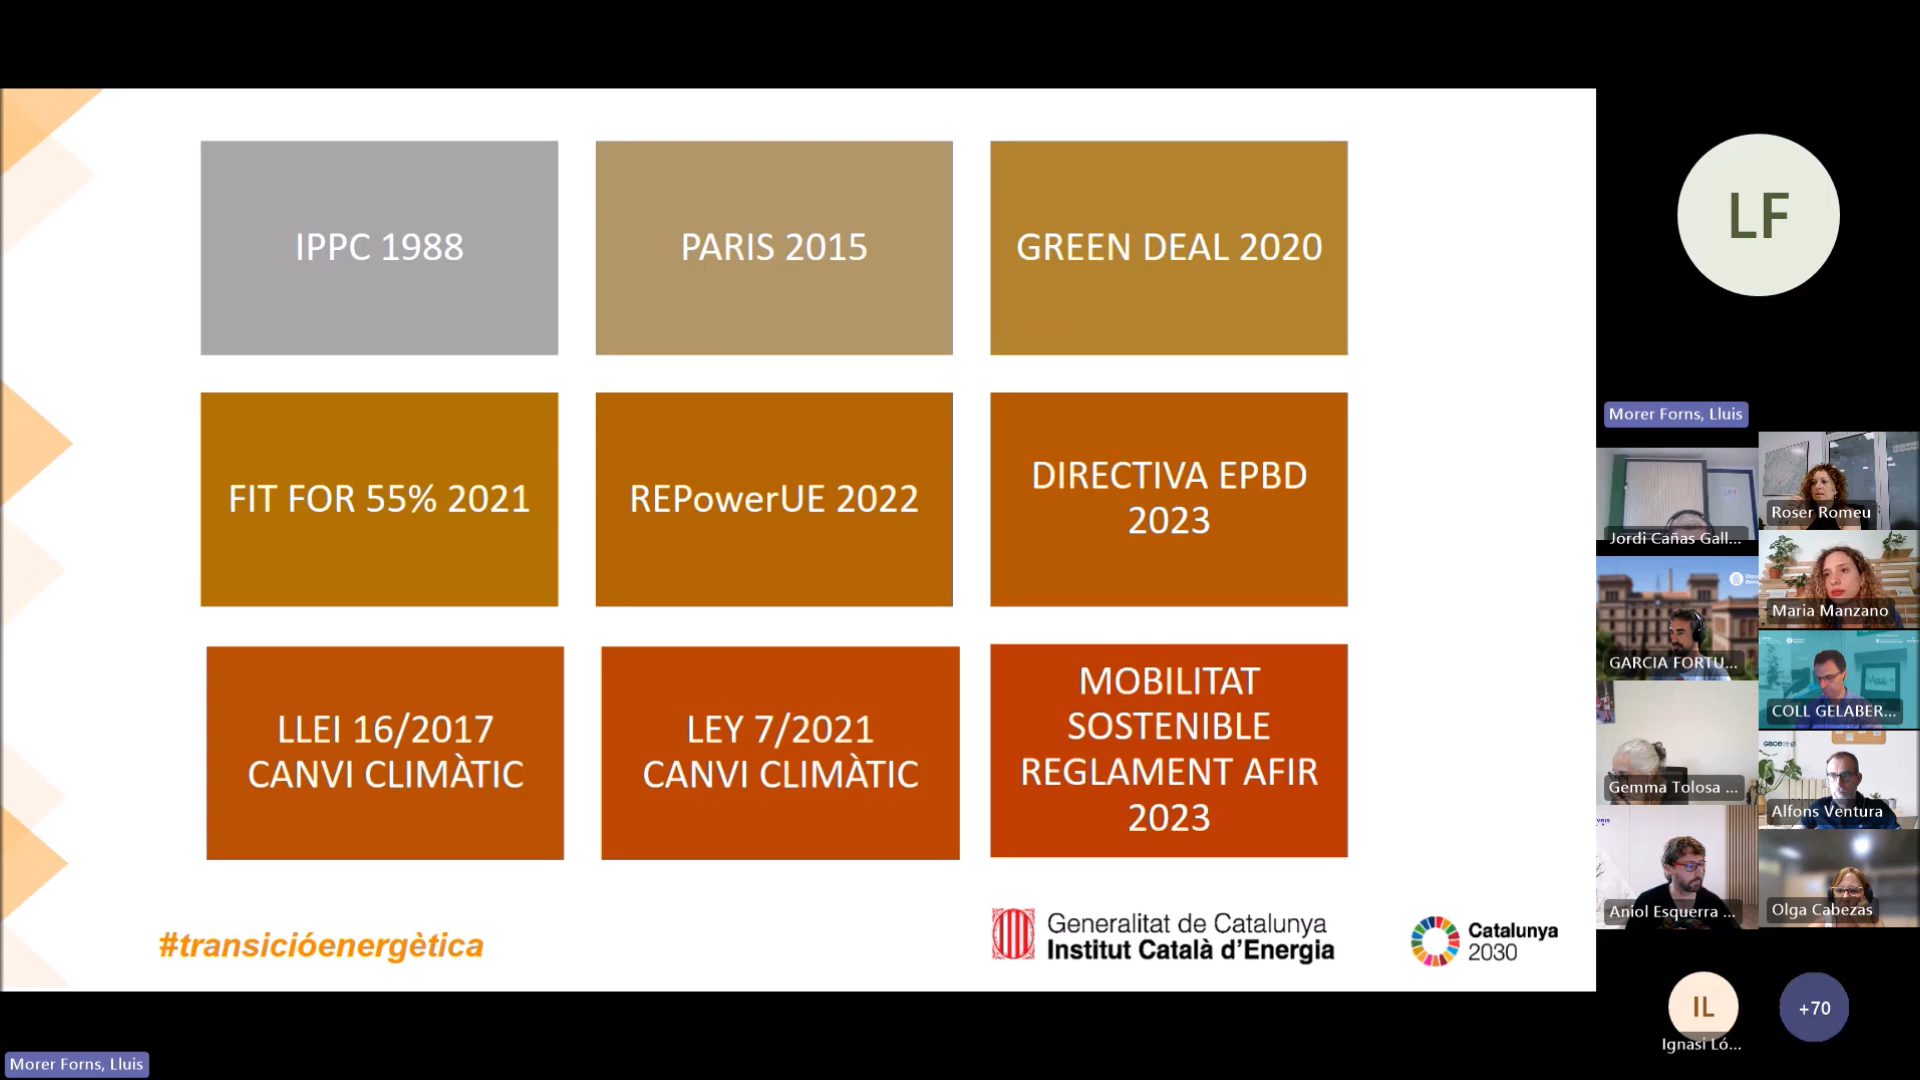 IPPC 1988
PARIS 2015
GREEN DEAL 2020
FIT FOR 55% 2021
REPowerUE 2022
DIRECTIVA EPBD
2023
LLEI 16/2017
CANVI CLIMÀTIC
LEY 7/2021
CANVI CLIMÀTIC
MOBILITAT
SOSTENIBLE
REGLAMENT AFIR
2023
#transicióenergètica
Generalitat de Catalunya
Institut Català d'Energia
Catalunya
2030
Morer Forns, Lluis
LF
Morer Forns, Lluis
Jordi Cañas Gall...
Roser Romeu
GARCIA FORTU...
Maria Manzano
COLL GELABER...
Gemma Tolosa ...
Alfons Ventura
Aniol Esquerra ...
Olga Cabezas
IL
Ignasi Ló...
+70